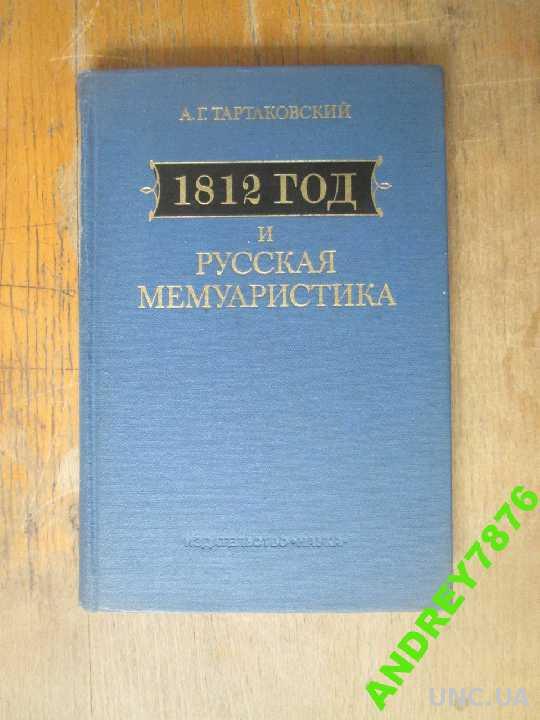 А.Г. ТАРТАКОВСКИЙ
1812 ГОД
И
РУССКАЯ
МЕМУАРИСТИКА
ИЗДАТЕЛЬСТВО «НАУКА»
ANDREY7876
UNC.UA